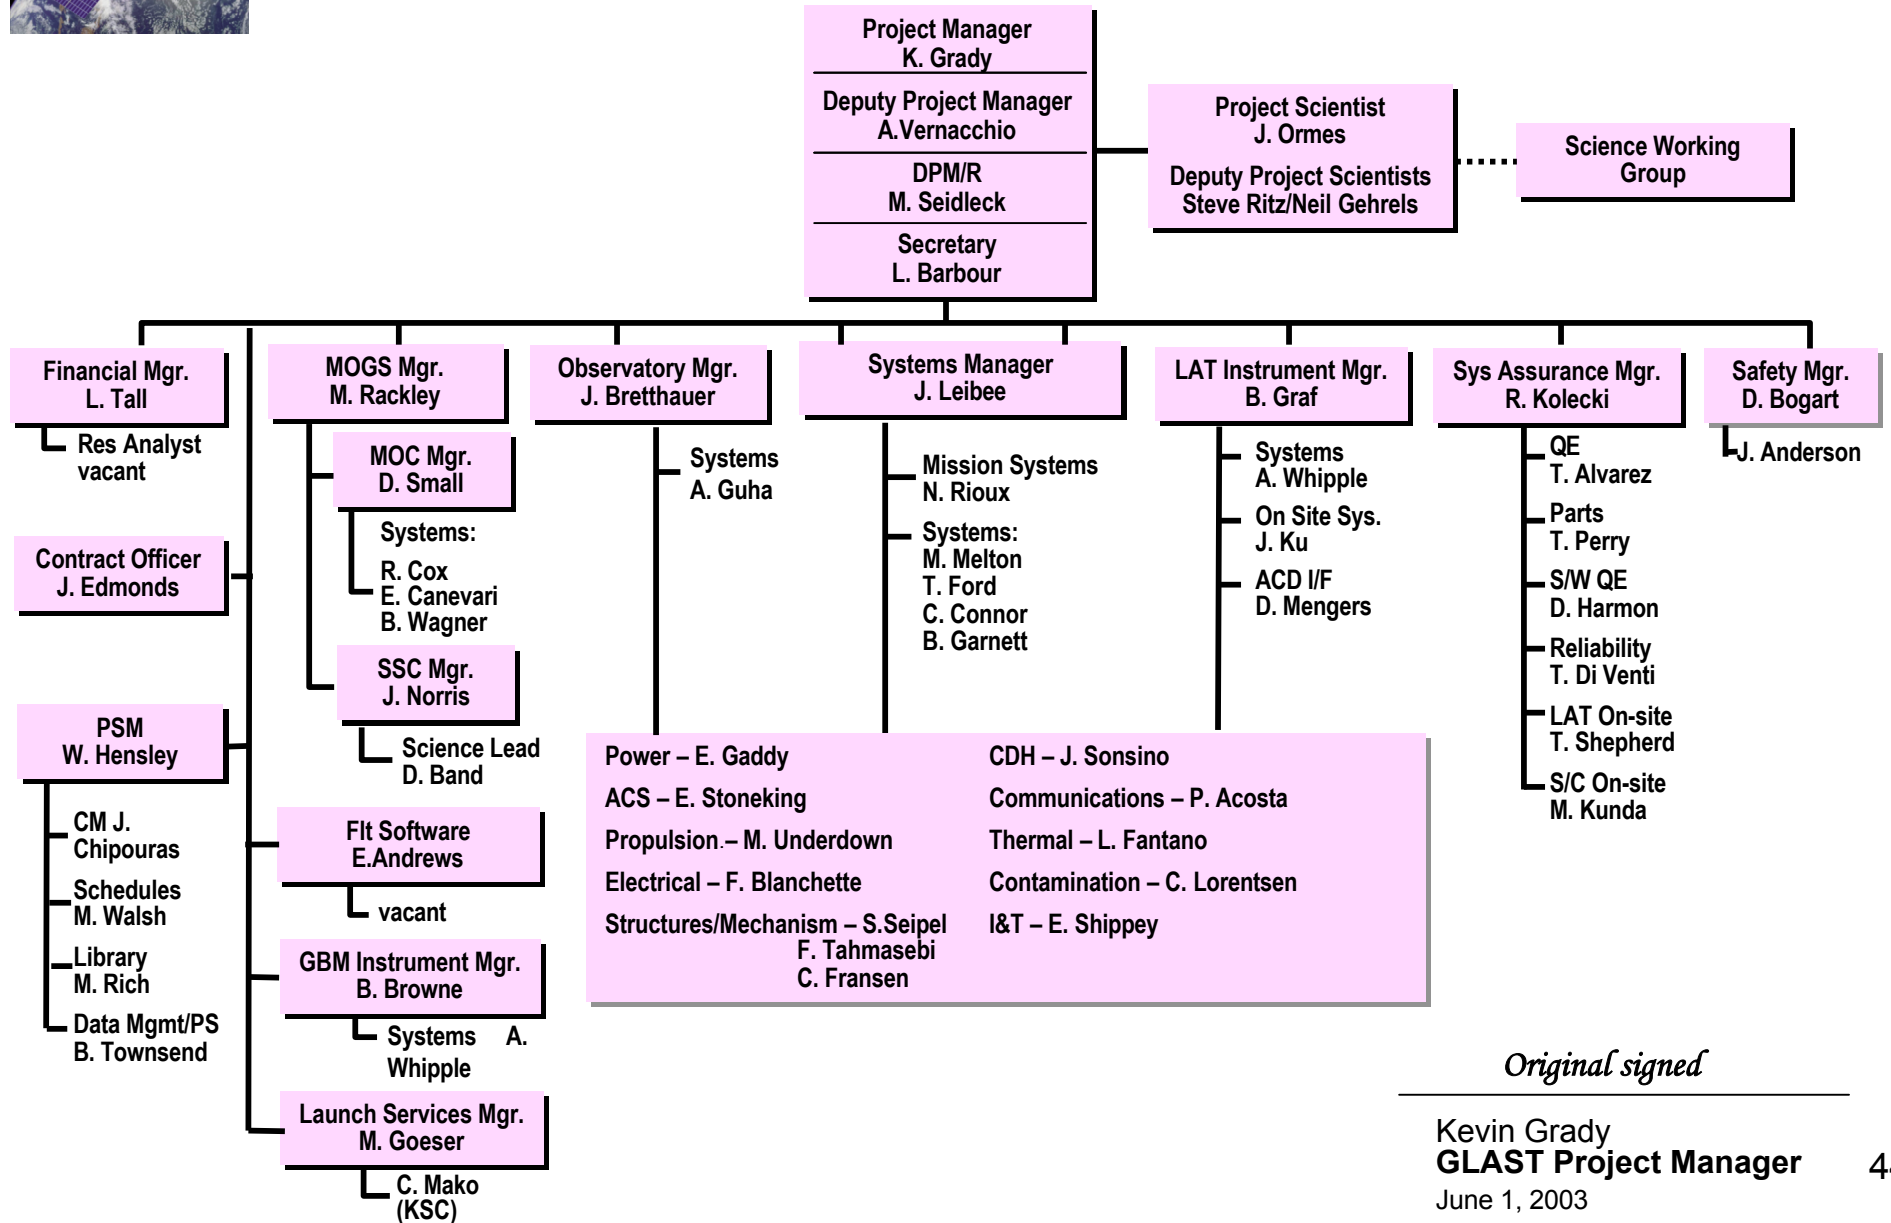 Project Manager
K. Grady
Deputy Project Manager
A.Vernacchio
DPM/R
M. Seidleck
Secretary
L. Barbour
Project Scientist
J. Ormes
Deputy Project Scientists
Steve Ritz/Neil Gehrels
Science Working
Group
Financial Mgr.
L. Tall
Res Analyst
vacant
Contract Officer
J. Edmonds
PSM
W. Hensley
CM J.
Chipouras
Schedules
M. Walsh
Library
M. Rich
Data Mgmt/PS
B. Townsend
MOGS Mgr.
M. Rackley
MOC Mgr.
D. Small
Systems:
R. Cox
E. Canevari
B. Wagner
SSC Mgr.
J. Norris
Science Lead
D. Band
Flt Software
E.Andrews
vacant
GBM Instrument Mgr.
B. Browne
Systems A.
Whipple
Launch Services Mgr.
M. Goeser
C. Mako
(KSC)
Observatory Mgr.
J. Bretthauer
Systems
A. Guha
Systems Manager
J. Leibee
Mission Systems
N. Rioux
Systems:
M. Melton
T. Ford
C. Connor
B. Garnett
LAT Instrument Mgr.
B. Graf
Systems
A. Whipple
On Site Sys.
J. Ku
ACD I/F
D. Mengers
Sys Assurance Mgr.
R. Kolecki
QE
T. Alvarez
Parts
T. Perry
S/W QE
D. Harmon
Reliability
T. Di Venti
LAT On-site
T. Shepherd
S/C On-site
M. Kunda
Safety Mgr.
D. Bogart
J. Anderson
Power – E. Gaddy
ACS – E. Stoneking
Propulsion.– M. Underdown
Electrical – F. Blanchette
Structures/Mechanism – S.Seipel
F. Tahmasebi
C. Fransen
CDH – J. Sonsino
Communications – P. Acosta
Thermal – L. Fantano
Contamination – C. Lorentsen
I&T – E. Shippey
Original signed
Kevin Grady
GLAST Project Manager
June 1, 2003